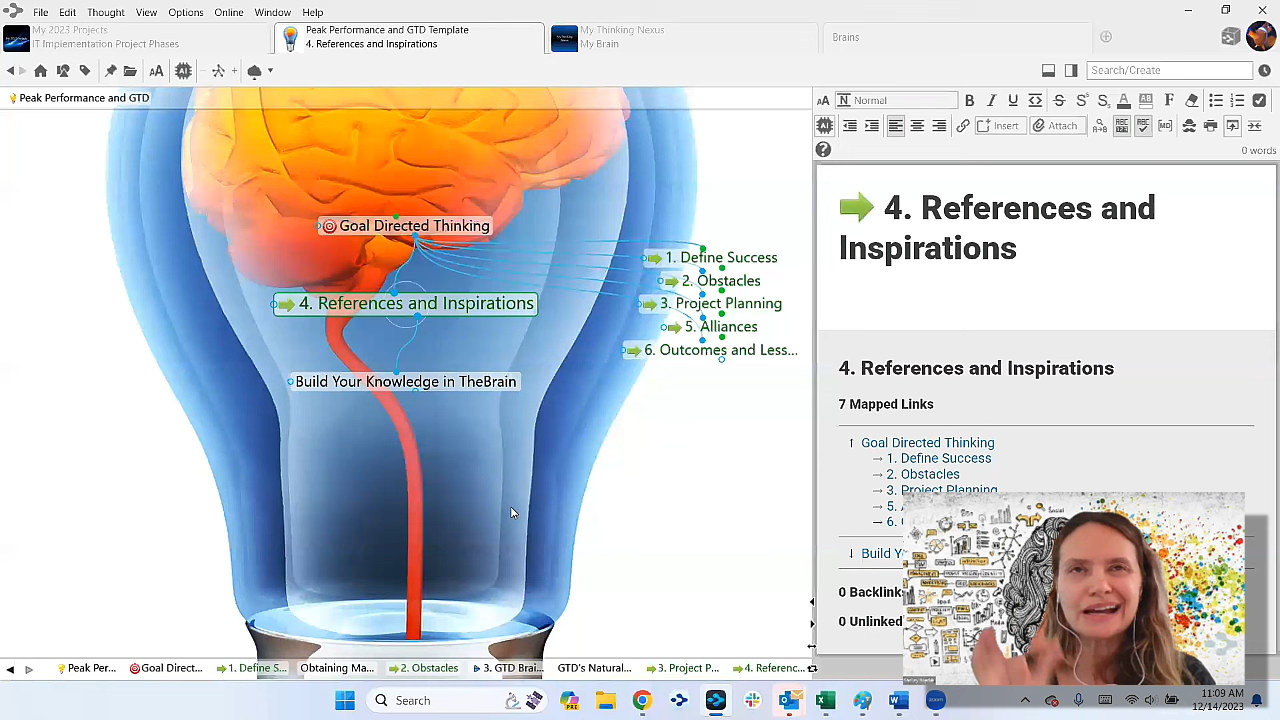 File Edit Thought View Options Online Window Help
My 2023 Projects
IT Implementation Project Phases
Peak Performance and GTD Template
4. References and Inspirations
My Thinking Nexus
My Brain
Brains
Search/Create
Peak Performance and GTD
Normal
Insert
Attach
0 words
4. References and
Inspirations
Goal Directed Thinking
1. Define Success
2. Obstacles
4. References and Inspirations
3. Project Planning
5. Alliances
6. Outcomes and Less...
Build Your Knowledge in TheBrain
4. References and Inspirations
7 Mapped Links
Goal Directed Thinking
1. Define Success
2. Obstacles
3. Project Planning
5.
6.
Build Y
0 Backlink
0 Unlinked
Peak Per...
Goal Direct...
1. Define S...
Obtaining Ma...
2. Obstacles
3. GTD Brai...
GTD's Natural...
3. Project P...
4. Referenc...
Search
11:09 AM
12/14/2023